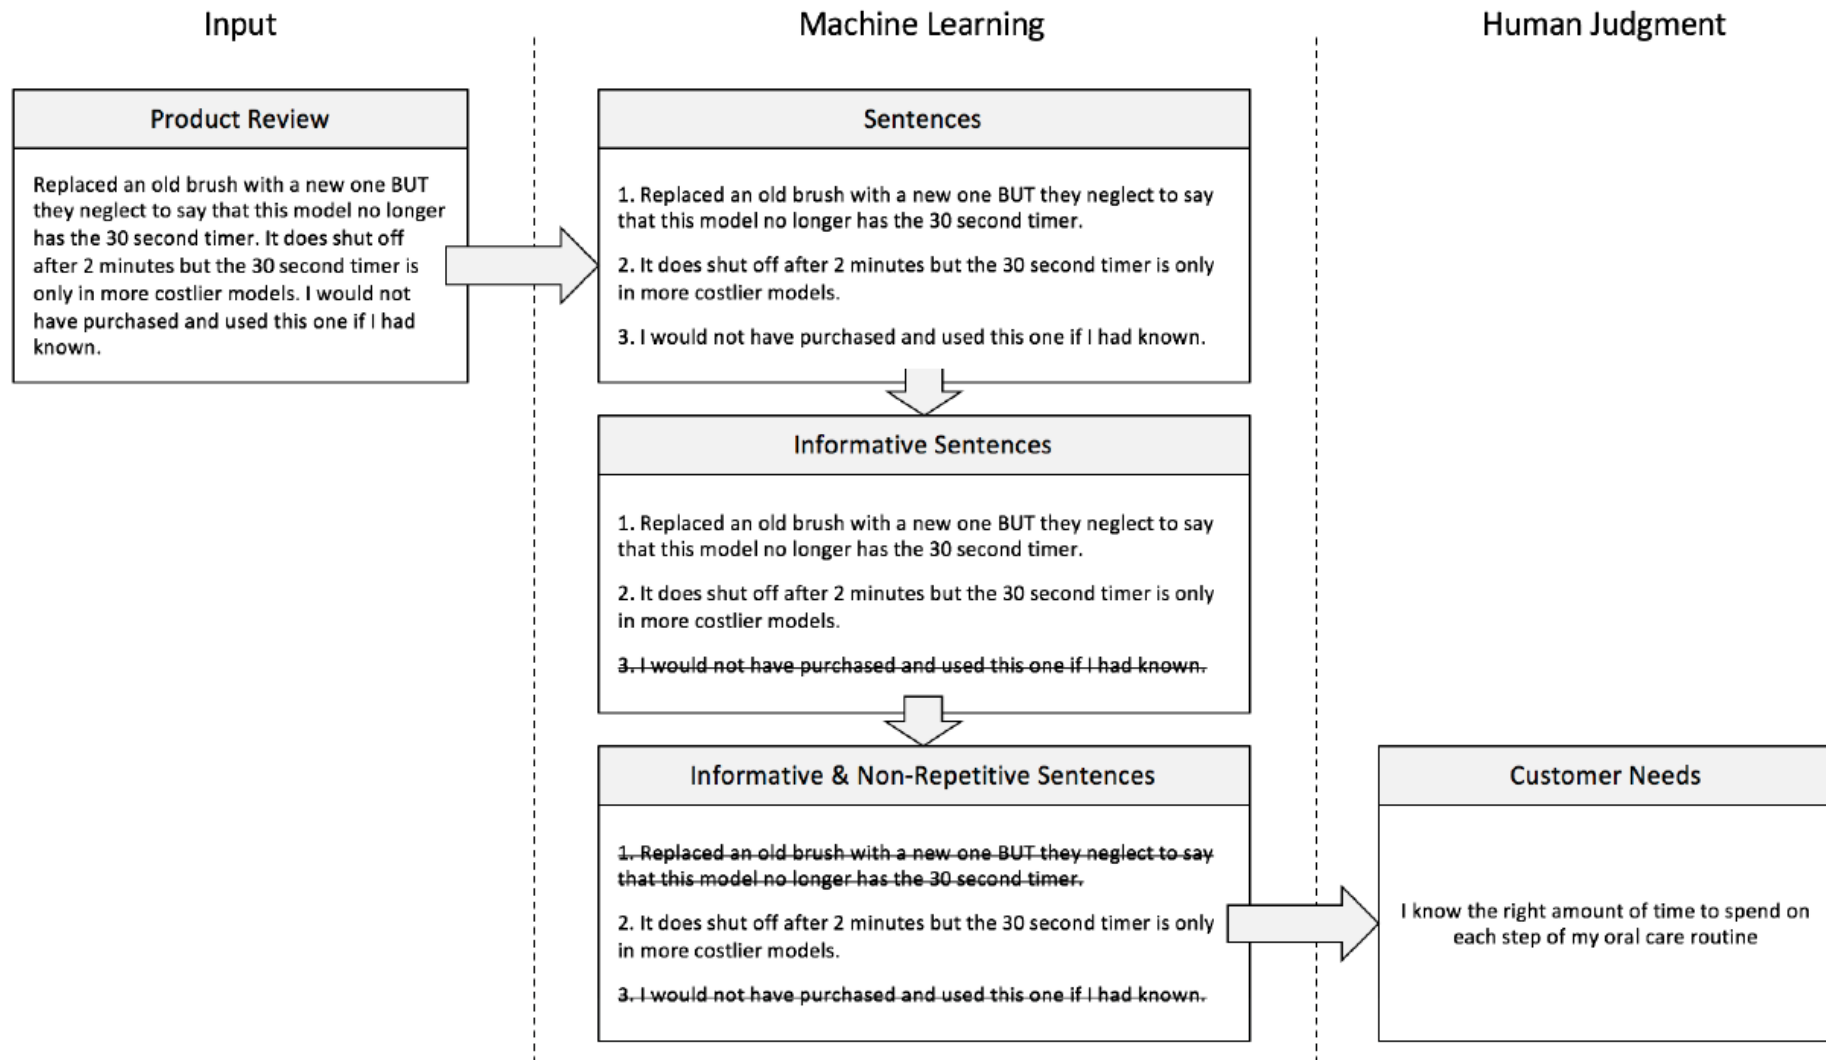 Input
Machine Learning
Human Judgment
Product Review
Replaced an old brush with a new one BUT
they neglect to say that this model no longer
has the 30 second timer. It does shut off
after 2 minutes but the 30 second timer is
only in more costlier models. I would not
have purchased and used this one if I had
known.
Sentences
1. Replaced an old brush with a new one BUT they neglect to say
that this model no longer has the 30 second timer.
2. It does shut off after 2 minutes but the 30 second timer is only
in more costlier models.
3. I would not have purchased and used this one if I had known.
Informative Sentences
1. Replaced an old brush with a new one BUT they neglect to say
that this model no longer has the 30 second timer.
2. It does shut off after 2 minutes but the 30 second timer is only
in more costlier models.
3. I would not have purchased and used this one if I had known.
Informative & Non-Repetitive Sentences
1. Replaced an old brush with a new one BUT they neglect to say
that this model no longer has the 30 second timer.
2. It does shut off after 2 minutes but the 30 second timer is only
in more costlier models.
3. I would not have purchased and used this one if I had known.
Customer Needs
I know the right amount of time to spend on
each step of my oral care routine